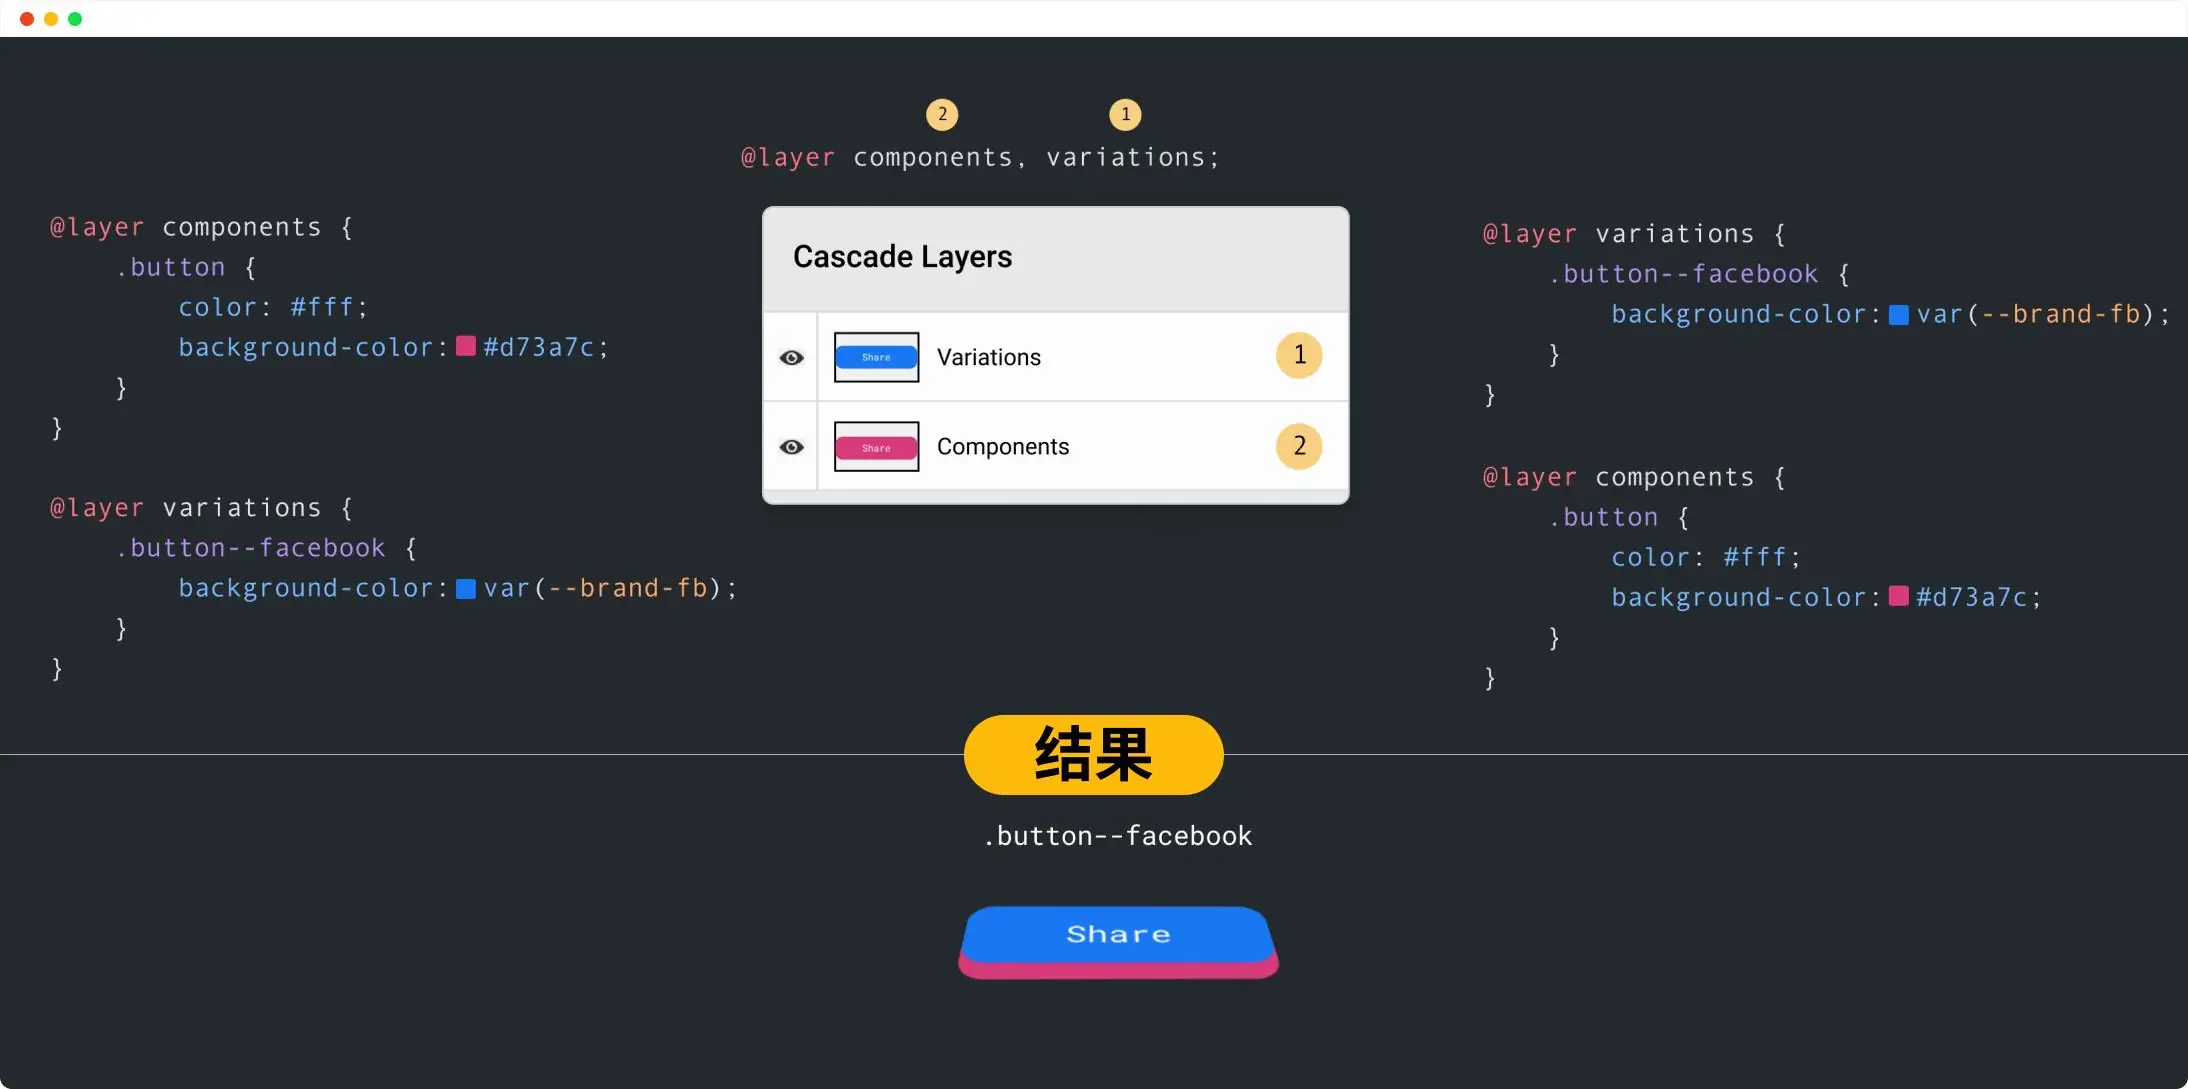 2 1
@layer components, variations;
@layer components {
.button {
color: #fff;
background-color: #d73a7c;
}
}
@layer variations {
.button--facebook {
background-color: var(--brand-fb);
}
}
Cascade Layers
Share Variations 1
Share Components 2
@layer variations {
.button--facebook {
background-color: var(--brand-fb);
}
}
@layer components {
.button {
color: #fff;
background-color: #d73a7c;
}
}
结果
.button--facebook
Share